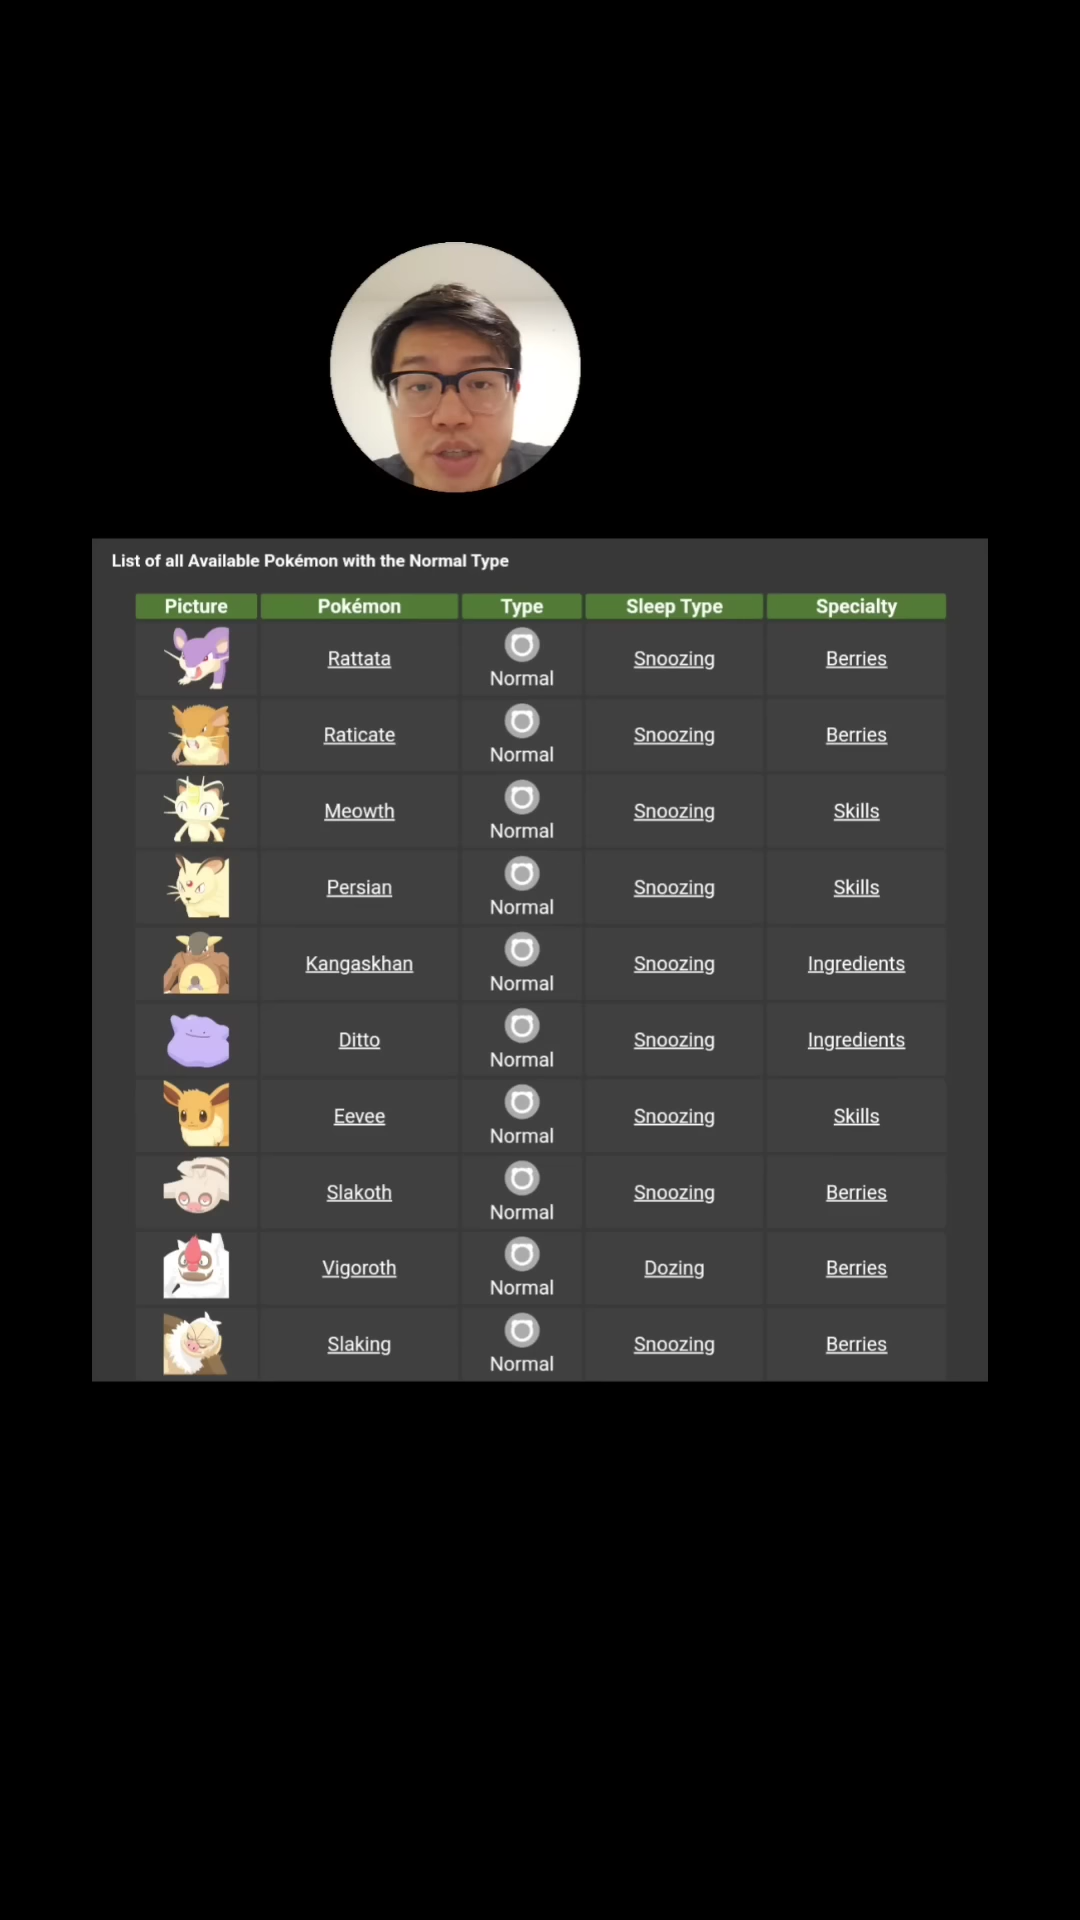 List of all Available Pokémon with the Normal Type
Picture Pokémon Type Sleep Type Specialty
Rattata Normal Snoozing Berries
Raticate Normal Snoozing Berries
Meowth Normal Snoozing Skills
Persian Normal Snoozing Skills
Kangaskhan Normal Snoozing Ingredients
Ditto Normal Snoozing Ingredients
Eevee Normal Snoozing Skills
Slakoth Normal Snoozing Berries
Vigoroth Normal Dozing Berries
Slaking Normal Snoozing Berries